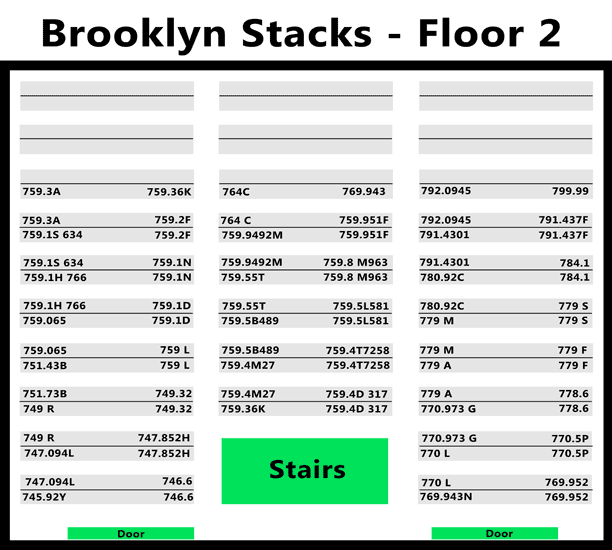 Brooklyn Stacks - Floor 2
759.3A 759.36K 764C 769.943 792.0945 799.99
759.3A 759.2F 764 C 759.951F 792.0945 791.437F
759.1S 634 759.2F 759.9492M 759.951F 791.4301 791.437F
759.1S 634 759.1N 759.9492M 759.8 M963 791.4301 784.1
759.1H 766 759.1N 759.55T 759.8 M963 780.92C 784.1
759.1H 766 759.1D 759.55T 759.5L581 780.92C 779 S
759.065 759.1D 759.5B489 759.5L581 779 M 779 S
759.065 759 L 759.5B489 759.4T7258 779 M 779 F
751.43B 759 L 759.4M27 759.4T7258 779 A 779 F
751.73B 749.32 759.4M27 759.4D 317 779 A 778.6
749 R 749.32 759.36K 759.4D 317 770.973 G 778.6
749 R 747.852H 770.973 G 770.5P
747.094L 747.852H 770 L 770.5P
Stairs
747.094L 746.6 770 L 769.952
745.92Y 746.6 769.943N 769.952
Door Door